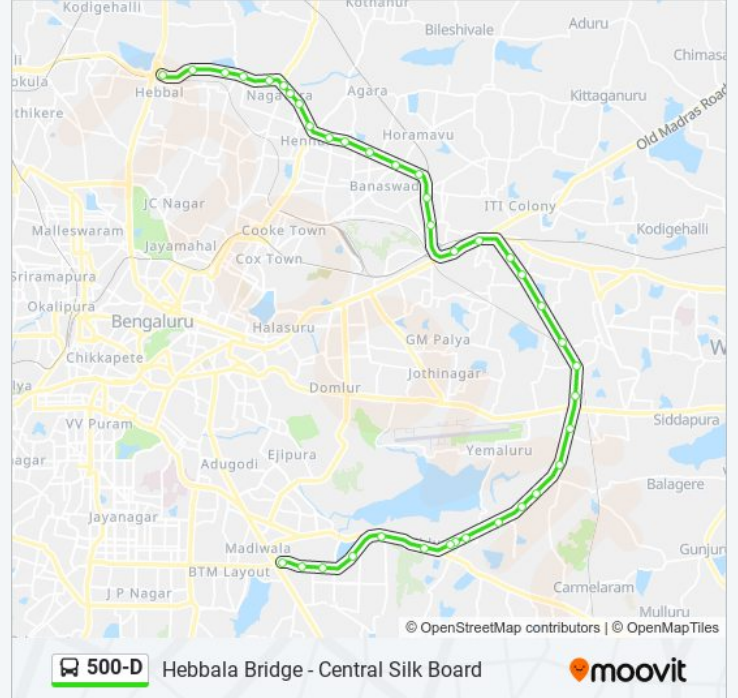 Kodigehalli
Kothanur
Bileshivale
Aduru
Chimasa
lli
okula
Hebbal
Agara
Kittaganuru
thikere
Old Madras Road
Horamavu
Banaswad
JC Nagar
ITI Colony
Malleswaram
Cooke Town
Kodigehalli
Jayamahal
Cox Town
Sriramapura
Okalipura
Bengaluru
Halasuru
GM Palya
W
Chikkapete
lya
Domlur
Jothinagar
VV Puram
Siddapura
Ejipura
Yemaluru
agar
Adugodi
Balagere
Jayanagar
Madiwala
Gunjur
BTM Layout
Carmelaram
J P Nagar
Mulluru
© OpenStreetMap contributors | © OpenMapTiles
500-D Hebbala Bridge - Central Silk Board moovit